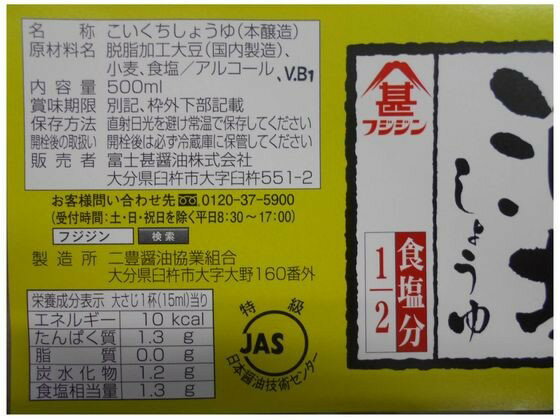 名称 こいくちしょうゆ(本醸造)
原材料名 脱脂加工大豆(国内製造)、
小麦、食塩/アルコール、V.B1
内容量 500ml
賞味期限 別記、枠外下部記載
保存方法 直射日光を避け常温で保存してください
開栓後の取扱い 開栓後は必ず冷蔵庫に保管してください
販売者 富士甚醤油株式会社
大分県臼杵市大字臼杵551-2
お客様問い合わせ先 0120-37-5900
(受付時間:土・日・祝日を除く平日8:30~17:00)
フジジン 検索
製造所 二豊醤油協業組合
大分県臼杵市大字大野160番外
栄養成分表示 大さじ1杯(15ml)当り
エネルギー 10 kcal
たんぱく質 1.3 g
脂質 0.0 g
炭水化物 1.2 g
食塩相当量 1.3 g
特級
JAS
日本醤油技術センター
甚
フジジン
食塩分
1/2
しょうゆ